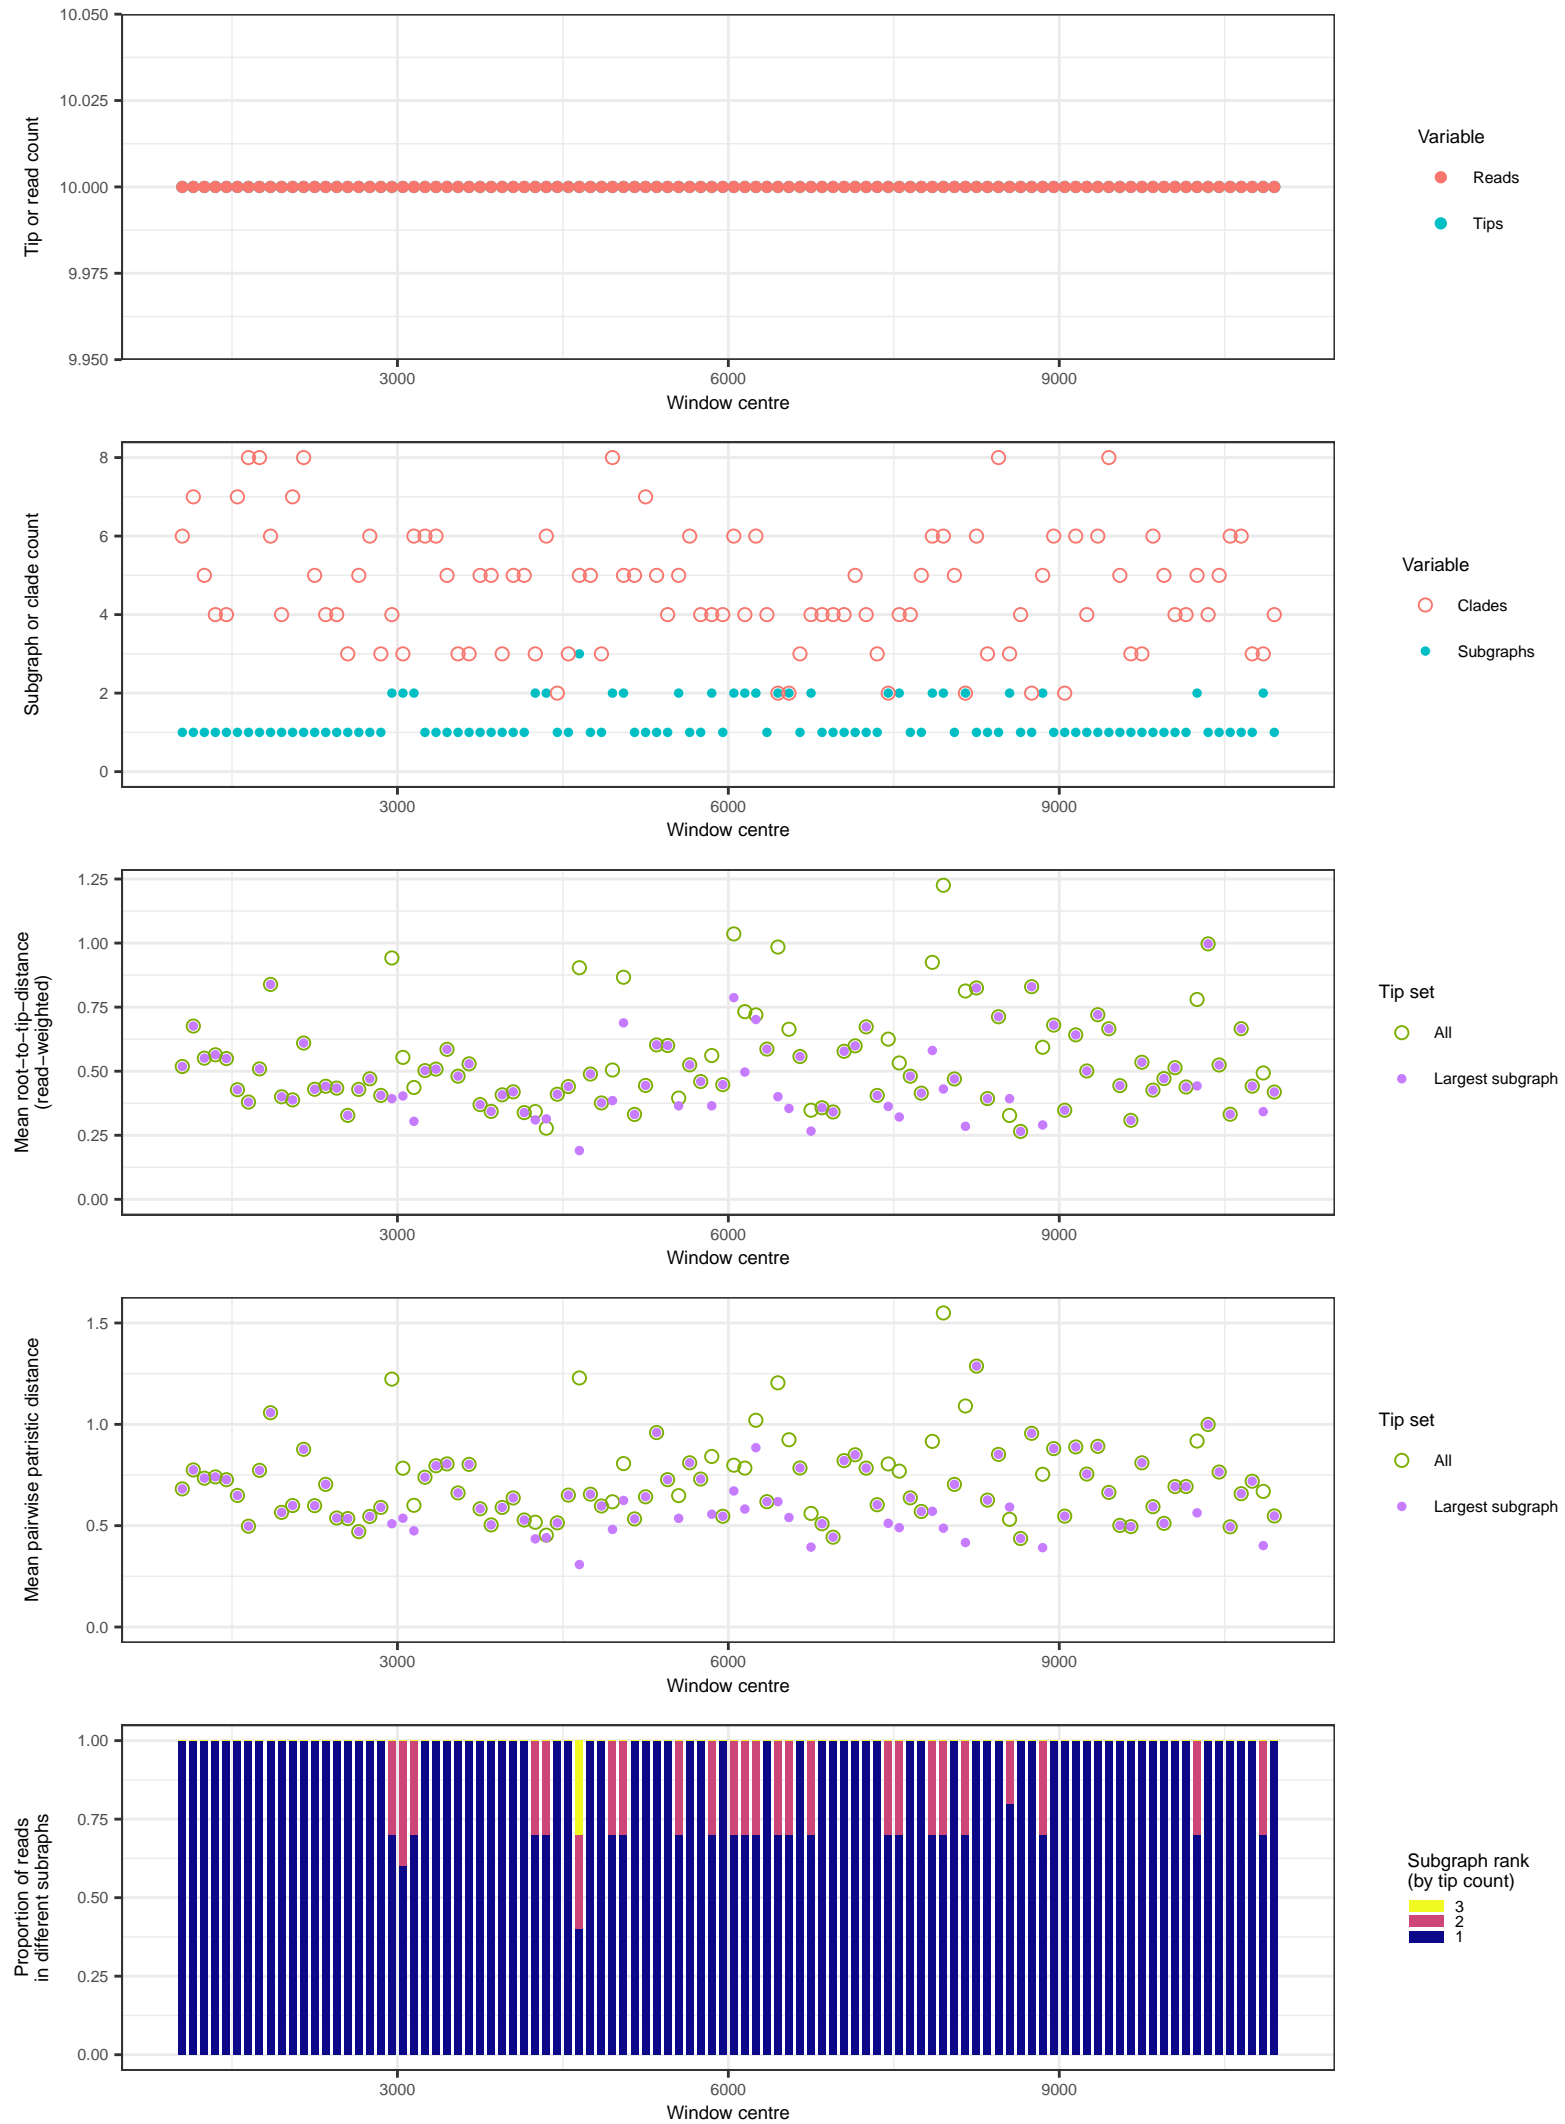 10.050
10.025
10.000
9.975
9.950
Tip or read count
3000 6000 9000
Window centre
Variable
Reads
Tips
8
6
4
2
0
Subgraph or clade count
3000 6000 9000
Window centre
Variable
Clades
Subgraphs
1.25
1.00
0.75
0.50
0.25
0.00
Mean root−to−tip−distance
(read−weighted)
3000 6000 9000
Window centre
Tip set
All
Largest subgraph
1.5
1.0
0.5
0.0
Mean pairwise patristic distance
3000 6000 9000
Window centre
Tip set
All
Largest subgraph
1.00
0.75
0.50
0.25
0.00
Proportion of reads
in different subraphs
3000 6000 9000
Window centre
Subgraph rank
(by tip count)
3
2
1